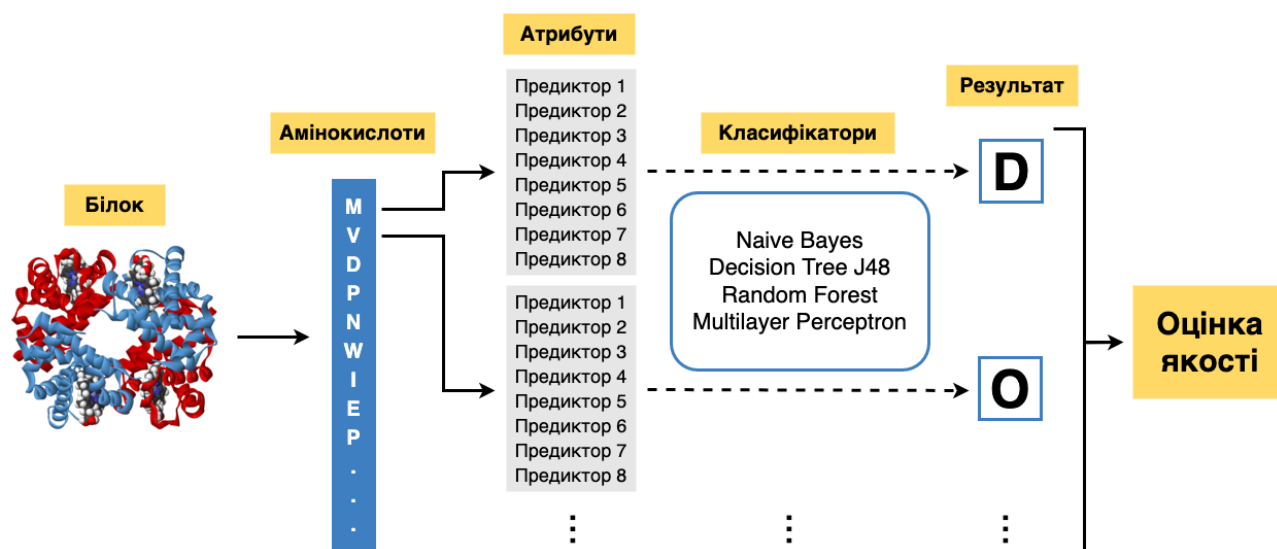 Білок
Амінокислоти
M
V
D
P
N
W
I
E
P
.
.
.
Атрибути
Предиктор 1
Предиктор 2
Предиктор 3
Предиктор 4
Предиктор 5
Предиктор 6
Предиктор 7
Предиктор 8
Предиктор 1
Предиктор 2
Предиктор 3
Предиктор 4
Предиктор 5
Предиктор 6
Предиктор 7
Предиктор 8
Класифікатори
Naive Bayes
Decision Tree J48
Random Forest
Multilayer Perceptron
Результат
D
O
Оцінка
якості